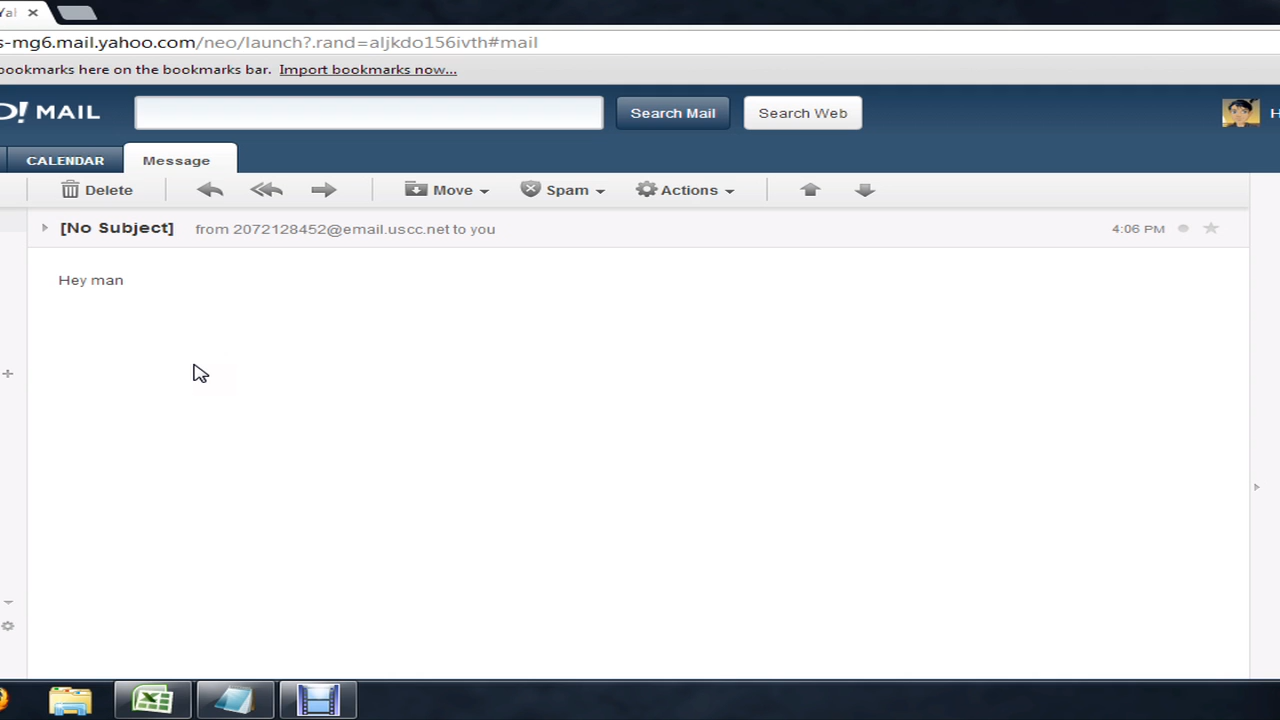 Ya
s-mg6.mail.yahoo.com/neo/launch?.rand=aljkdo156ivth#mail
bookmarks here on the bookmarks bar. Import bookmarks now...
O! MAIL Search Mail Search Web H
CALENDAR Message
Delete Move Spam Actions
[No Subject] from 2072128452@email.uscc.net to you 4:06 PM
Hey man